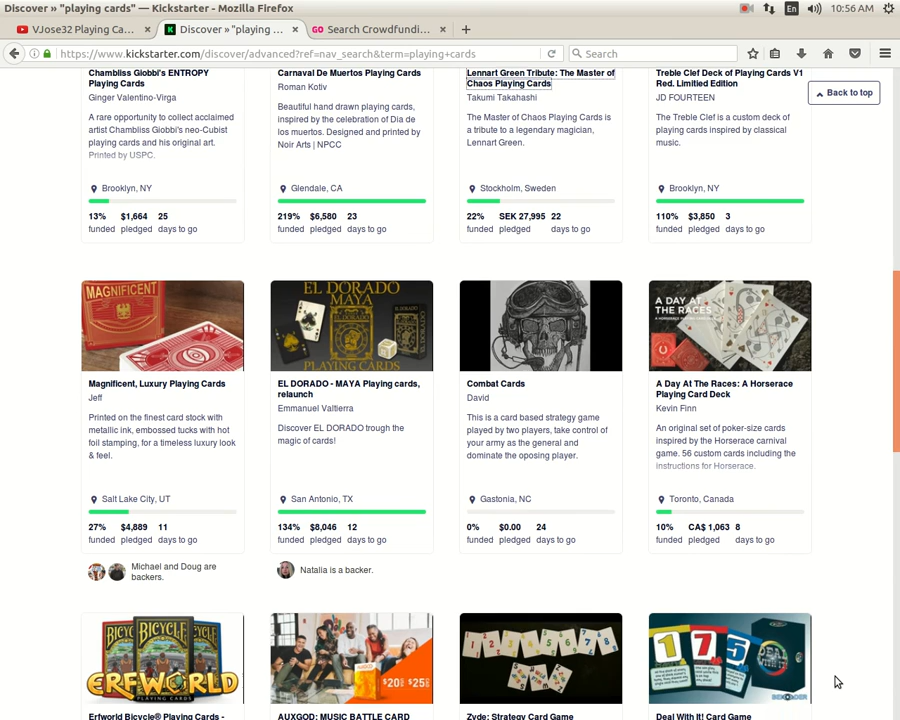 Discover » "playing cards" — Kickstarter - Mozilla Firefox
En
10:56 AM
VJose32 Playing Ca...
Discover » "playing ...
GO Search Crowdfundi...
https://www.kickstarter.com/discover/advanced?ref=nav_search&term=playing+cards
Search
Back to top
Chambliss Giobbi's ENTROPY
Playing Cards
Ginger Valentino-Virga
A rare opportunity to collect acclaimed
artist Chambliss Giobbi's neo-Cubist
playing cards and his original art.
Printed by USPC.
Brooklyn, NY
13% $1,664 25
funded pledged days to go
Carnaval De Muertos Playing Cards
Roman Kotiv
Beautiful hand drawn playing cards,
inspired by the celebration of Dia de
los muertos. Designed and printed by
Noir Arts | NPCC
Glendale, CA
219% $6,580 23
funded pledged days to go
Lennart Green Tribute: The Master of
Chaos Playing Cards
Takumi Takahashi
The Master of Chaos Playing Cards is
a tribute to a legendary magician,
Lennart Green.
Stockholm, Sweden
22% SEK 27,995 22
funded pledged days to go
Treble Clef Deck of Playing Cards V1
Red. Limitied Edition
JD FOURTEEN
The Treble Clef is a custom deck of
playing cards inspired by classical
music.
Brooklyn, NY
110% $3,850 3
funded pledged days to go
MAGNIFICENT
Magnificent, Luxury Playing Cards
Jeff
Printed on the finest card stock with
metallic ink, embossed tucks with hot
foil stamping, for a timeless luxury look
& feel.
Salt Lake City, UT
27% $4,889 11
funded pledged days to go
Michael and Doug are
backers.
EL DORADO
MAYA
PLAYING CARDS
EL DORADO - MAYA Playing cards,
relaunch
Emmanuel Valtierra
Discover EL DORADO trough the
magic of cards!
San Antonio, TX
134% $8,046 12
funded pledged days to go
Natalia is a backer.
Combat Cards
David
This is a card based strategy game
played by two players, take control of
your army as the general and
dominate the oposing player.
Gastonia, NC
0% $0.00 24
funded pledged days to go
A DAY AT
THE RACES
A Day At The Races: A Horserace
Playing Card Deck
Kevin Finn
An original set of poker-size cards
inspired by the Horserace carnival
game. 56 custom cards including the
instructions for Horserace.
Toronto, Canada
10% CA$ 1,063 8
funded pledged days to go
BICYCLE BICYCLE BICYCLE
ERFWORLD
PLAYING CARDS
Erfworld Bicycle® Playing Cards -
$20 $25
AUXGOD: MUSIC BATTLE CARD
Zyde: Strategy Card Game
1 7 5
DEAL WITH IT!
Deal With It! Card Game